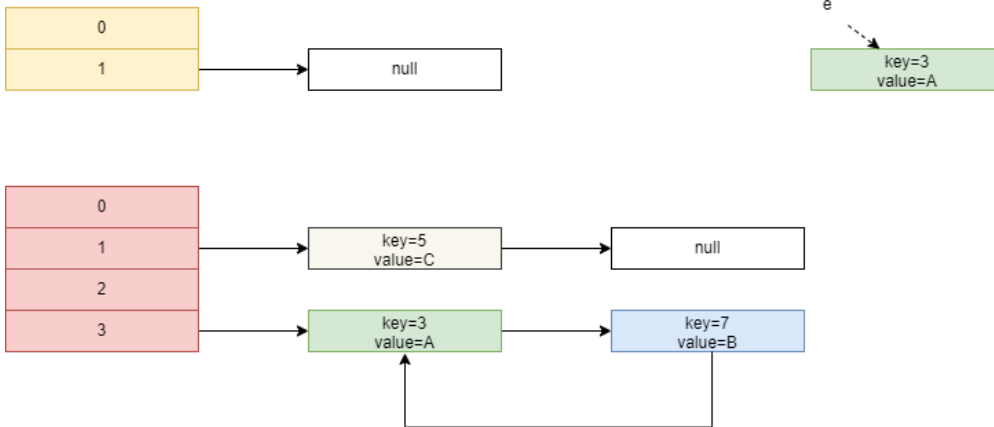 e
0
1
null
key=3
value=A
0
1
key=5
value=C
null
2
3
key=3
value=A
key=7
value=B